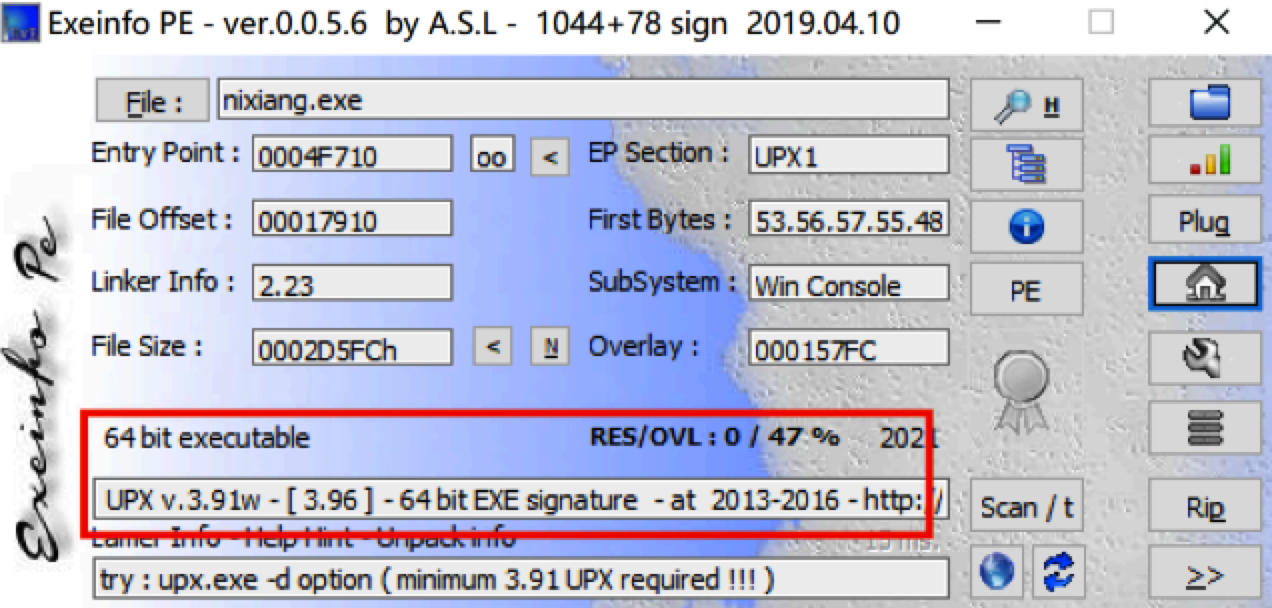 Exeinfo PE - ver.0.0.5.6 by A.S.L - 1044+78 sign 2019.04.10
File : nixiang.exe H
Entry Point : 0004F710 oo < EP Section : UPX1
File Offset : 00017910 First Bytes : 53.56.57.55.48 Plug
Linker Info : 2.23 SubSystem : Win Console PE
File Size : 0002D5FCh < N Overlay : 000157FC
Exeinfo Pe
64 bit executable RES/OVL : 0 / 47 % 2021
UPX v.3.91w - [ 3.96 ] - 64 bit EXE signature - at 2013-2016 - http:// Scan / t Rip
Lamer Info - Help Hint - Unpack info 15 ms.
try : upx.exe -d option ( minimum 3.91 UPX required !!! ) >>